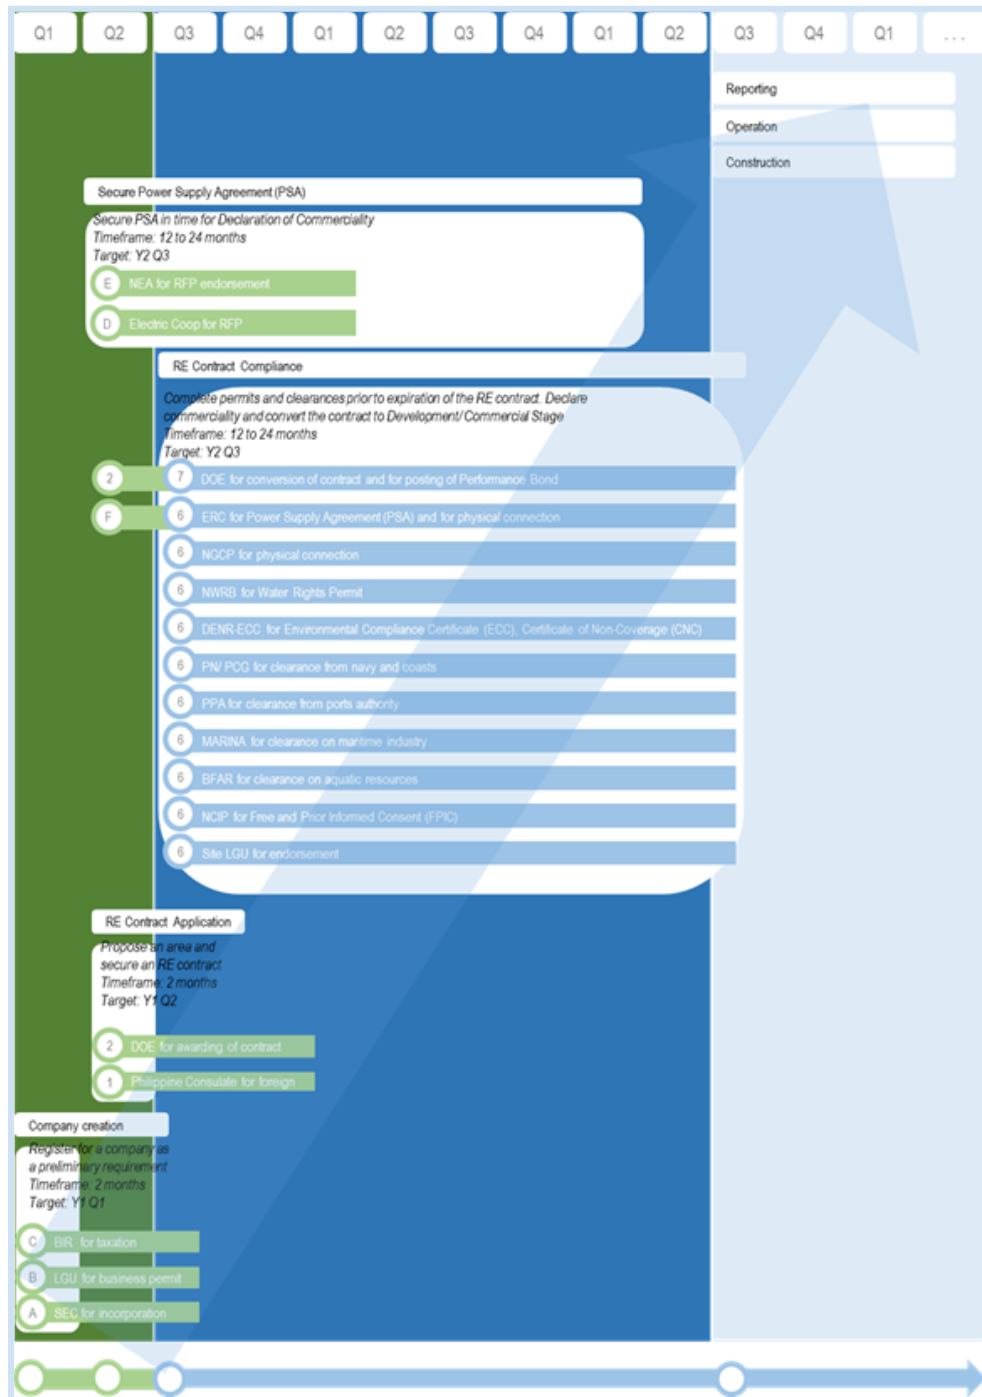 Q1 Q2 Q3 Q4 Q1 Q2 Q3 Q4 Q1 Q2 Q3 Q4 Q1 ...
Reporting
Operation
Construction
Secure Power Supply Agreement (PSA)
Secure PSA in time for Declaration of Commerciality
Timeframe: 12 to 24 months
Target: Y2 Q3
E NEA for RFP endorsement
D Electric Coop for RFP
RE Contract Compliance
Complete permits and clearances prior to expiration of the RE contract. Declare
commerciality and convert the contract to Development/Commercial Stage
Timeframe: 12 to 24 months
Target: Y2 Q3
2 7 DOE for conversion of contract and for posting of Performance Bond
F 6 ERC for Power Supply Agreement (PSA) and for physical connection
6 NGCP for physical connection
6 NWRB for Water Rights Permit
6 DENR-ECC for Environmental Compliance Certificate (ECC), Certificate of Non-Coverage (CNC)
6 PN/ PCG for clearance from navy and coasts
6 PPA for clearance from ports authority
6 MARINA for clearance on maritime industry
6 BFAR for clearance on aquatic resources
6 NCIP for Free and Prior Informed Consent (FPIC)
6 Site LGU for endorsement
RE Contract Application
Propose an area and
secure an RE contract
Timeframe: 2 months
Target: Y1 Q2
2 DOE for awarding of contract
1 Philippine Consulate for foreign
Company creation
Register for a company as
a preliminary requirement
Timeframe: 2 months
Target: Y1 Q1
C BIR for taxation
B LGU for business permit
A SEC for incorporation